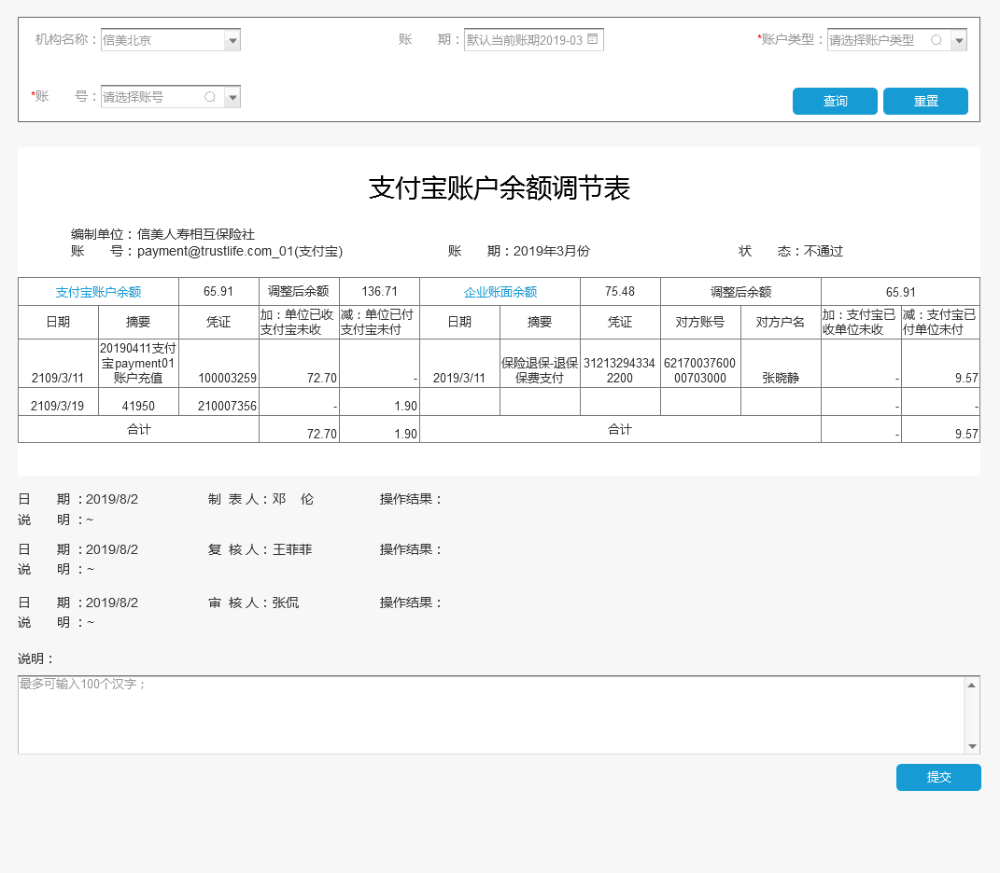 机构名称：信美北京 账 期：默认当前账期2019-03 *账户类型：请选择账户类型
*账 号：请选择账号 查询 重置
支付宝账户余额调节表
编制单位：信美人寿相互保险社
账 号：payment@trustlife.com_01(支付宝) 账 期：2019年3月份 状 态：不通过
支付宝账户余额 65.91 调整后余额 136.71 企业账面余额 75.48 调整后余额 65.91
日期 摘要 凭证 加：单位已收支付宝未收 减：单位已付支付宝未付 日期 摘要 凭证 对方账号 对方户名 加：支付宝已收单位未收 减：支付宝已付单位未付
2109/3/11 20190411支付宝payment01账户充值 100003259 72.70 - 2019/3/11 保险退保-退保保费支付 312132943342200 6217003760000703000 张晓静 - 9.57
2109/3/19 41950 210007356 - 1.90 - -
合计 72.70 1.90 合计 - 9.57
日 期 ：2019/8/2 制 表 人：邓 伦 操作结果：
说 明 ：~
日 期 ：2019/8/2 复 核 人：王菲菲 操作结果：
说 明 ：~
日 期 ：2019/8/2 审 核 人：张侃 操作结果：
说 明 ：~
说明：
最多可输入100个汉字；
提交